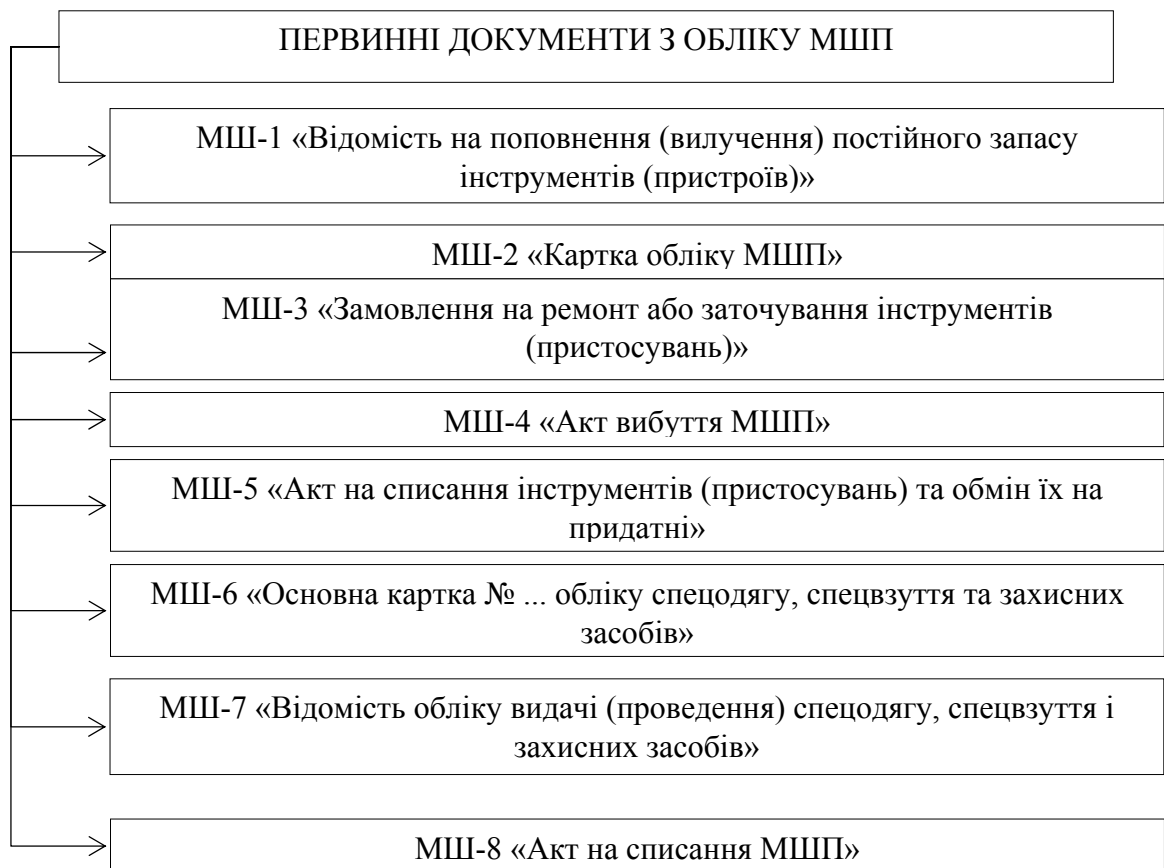 ПЕРВИННІ ДОКУМЕНТИ З ОБЛІКУ МШП
МШ-1 «Відомість на поповнення (вилучення) постійного запасу
інструментів (пристроїв)»
МШ-2 «Картка обліку МШП»
МШ-3 «Замовлення на ремонт або заточування інструментів
(пристосувань)»
МШ-4 «Акт вибуття МШП»
МШ-5 «Акт на списання інструментів (пристосувань) та обмін їх на
придатні»
МШ-6 «Основна картка № ... обліку спецодягу, спецвзуття та захисних
засобів»
МШ-7 «Відомість обліку видачі (проведення) спецодягу, спецвзуття і
захисних засобів»
МШ-8 «Акт на списання МШП»